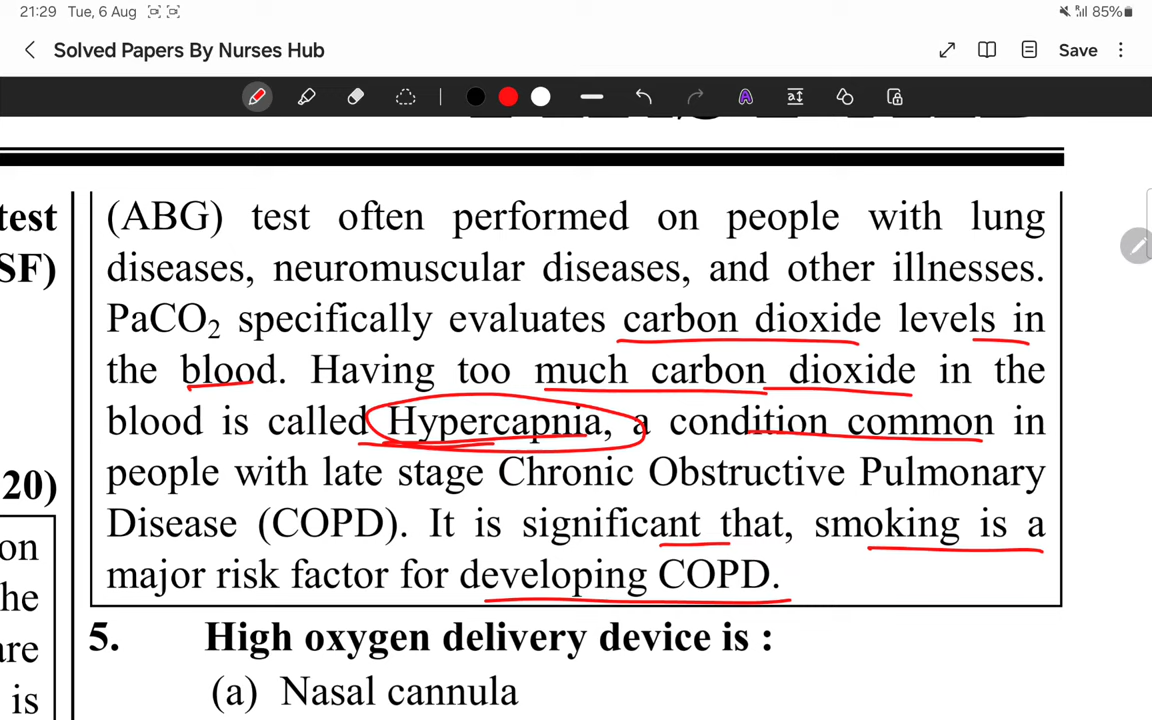 21:29 Tue, 6 Aug
85%
Solved Papers By Nurses Hub
Save
test
SF)
20)
on
he
are
is
(ABG) test often performed on people with lung
diseases, neuromuscular diseases, and other illnesses.
PaCO₂ specifically evaluates carbon dioxide levels in
the blood. Having too much carbon dioxide in the
blood is called Hypercapnia, a condition common in
people with late stage Chronic Obstructive Pulmonary
Disease (COPD). It is significant that, smoking is a
major risk factor for developing COPD.
5. High oxygen delivery device is :
(a) Nasal cannula